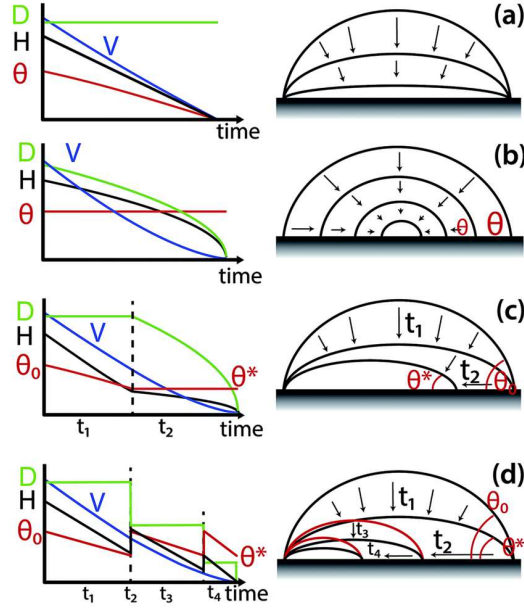 D
H
V
θ
time
(a)
D
V
H
θ
time
(b)
θ
θ
D
H
V
θ₀
θ*
t₁
t₂
time
(c)
t₁
t₂
θ*
θ₀
D
H
V
θ₀
θ*
t₁
t₂
t₃
t₄
time
(d)
t₁
θ₀
t₃
t₂
θ*
t₄